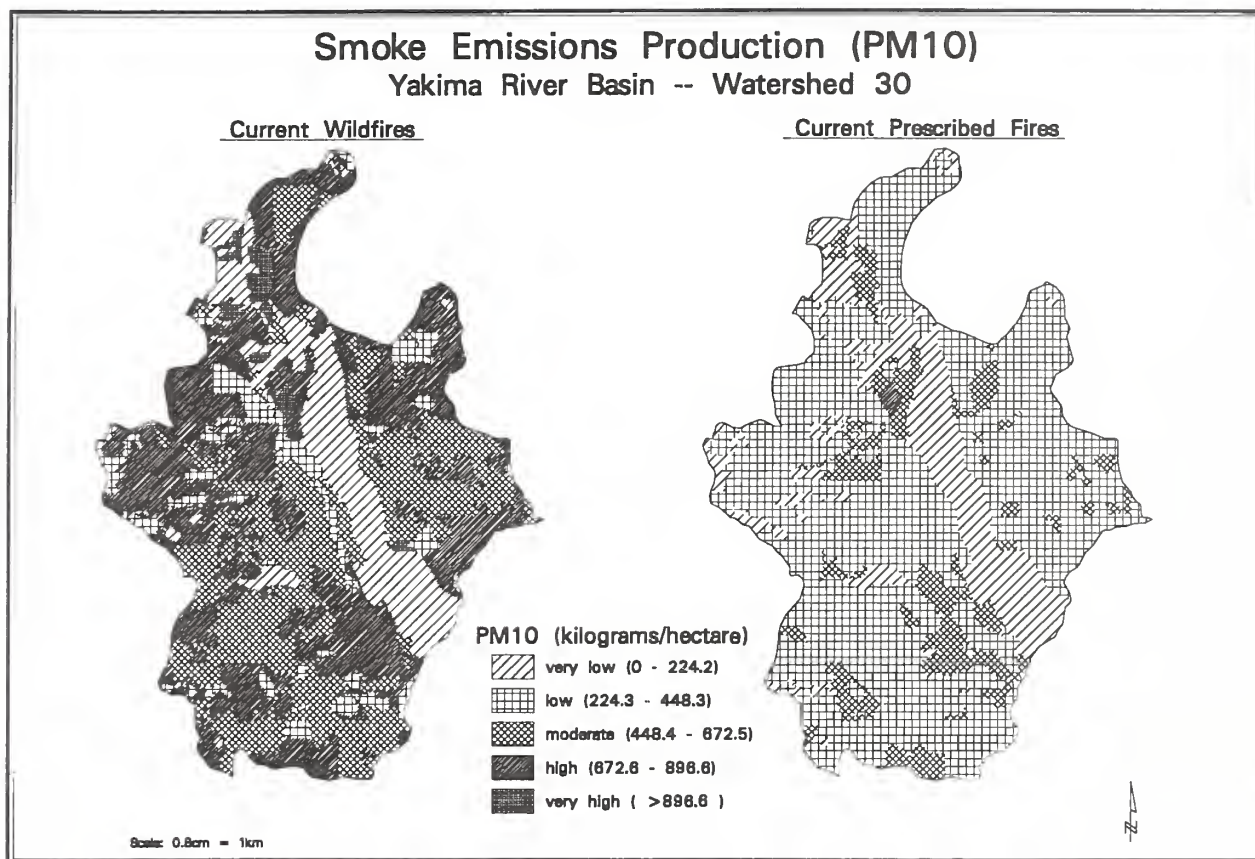 Smoke Emissions Production (PM10)
Yakima River Basin -- Watershed 30
Current Wildfires
Current Prescribed Fires
PM10 (kilograms/hectare)
very low (0 - 224.2)
low (224.3 - 448.3)
moderate (448.4 - 672.5)
high (672.6 - 896.6)
very high ( >896.6 )
Scale: 0.8cm = 1km
N